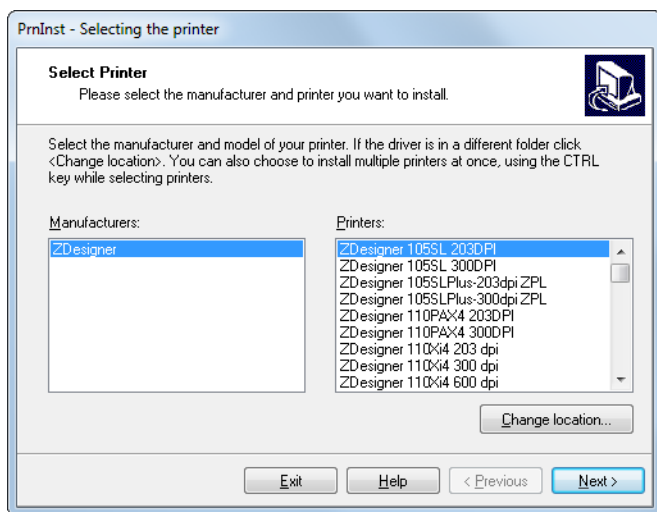 PrnInst - Selecting the printer
Select Printer
Please select the manufacturer and printer you want to install.
Select the manufacturer and model of your printer. If the driver is in a different folder click
<Change location>. You can also choose to install multiple printers at once, using the CTRL
key while selecting printers.
Manufacturers:
ZDesigner
Printers:
ZDesigner 105SL 203DPI
ZDesigner 105SL 300DPI
ZDesigner 105SLPlus-203dpi ZPL
ZDesigner 105SLPlus-300dpi ZPL
ZDesigner 110PAX4 203DPI
ZDesigner 110PAX4 300DPI
ZDesigner 110Xi4 203 dpi
ZDesigner 110Xi4 300 dpi
ZDesigner 110Xi4 600 dpi
Change location...
Exit
Help
< Previous
Next >